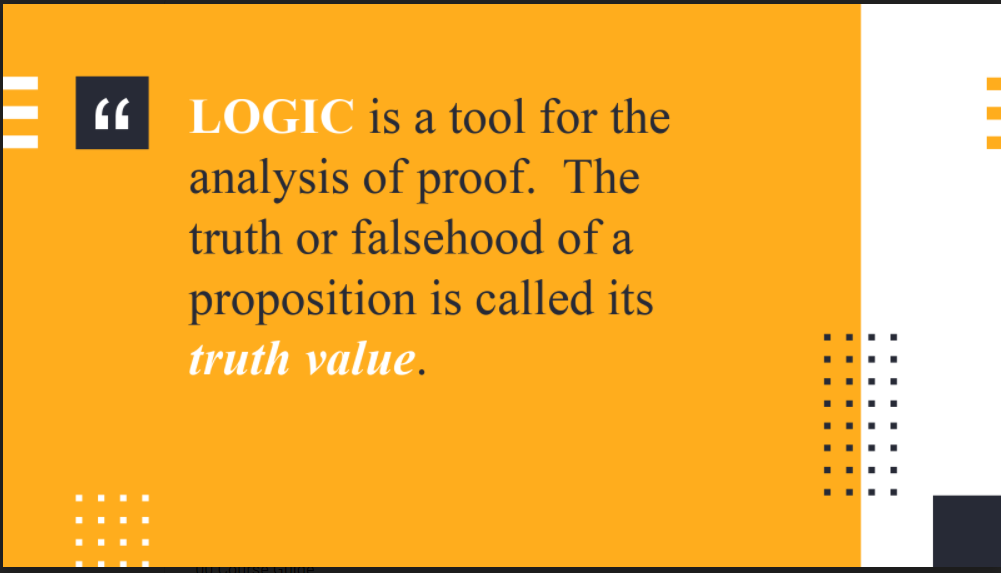 “
LOGIC is a tool for the
analysis of proof.  The
truth or falsehood of a
proposition is called its
truth value.